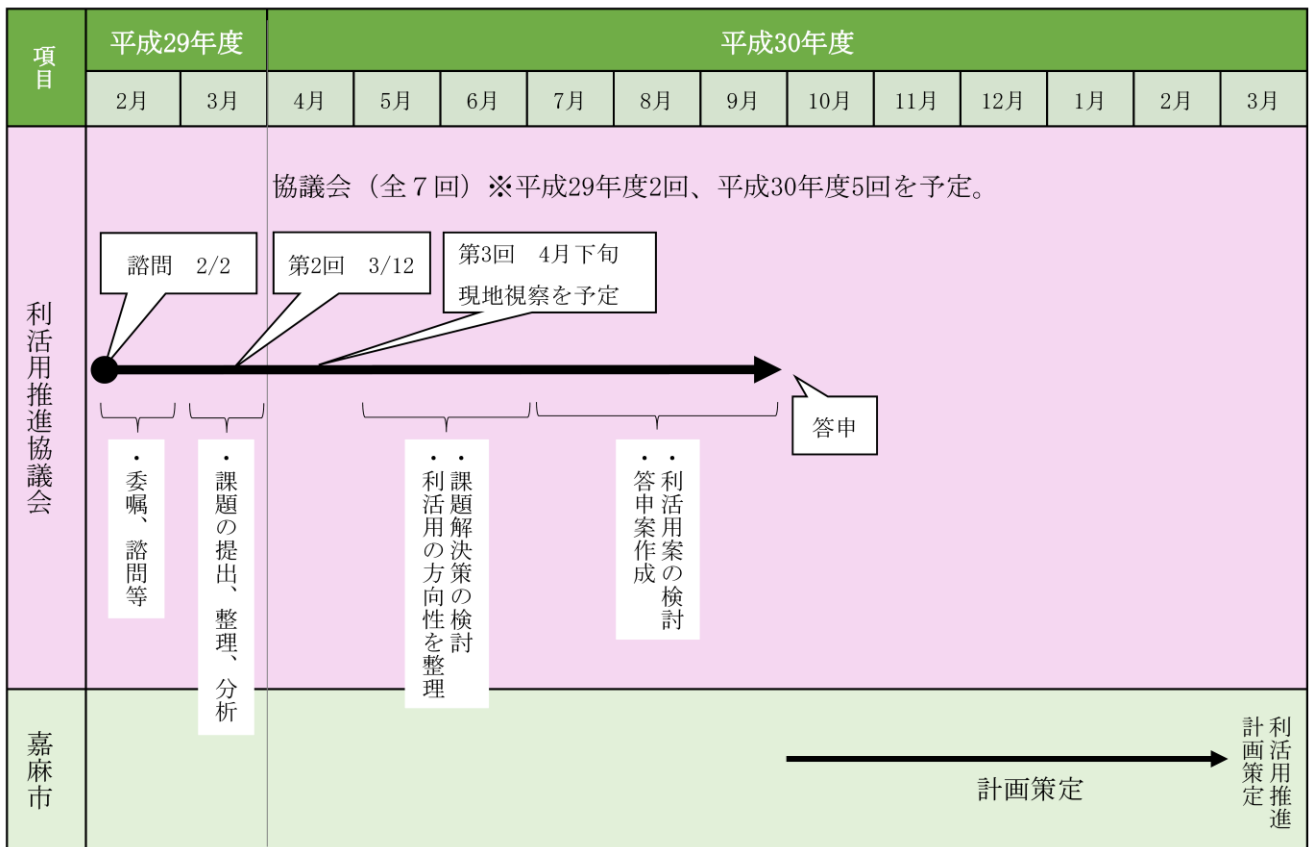 項目
平成29年度
平成30年度
2月
3月
4月
5月
6月
7月
8月
9月
10月
11月
12月
1月
2月
3月
利活用推進協議会
協議会（全７回）※平成29年度2回、平成30年度5回を予定。
諮問　2/2
第2回　3/12
第3回　4月下旬
現地視察を予定
答申
・委嘱、諮問等
・課題の提出、整理、分析
・課題解決策の検討
・利活用の方向性を整理
・利活用案の検討
・答申案作成
嘉麻市
計画策定
利活用推進
計画策定